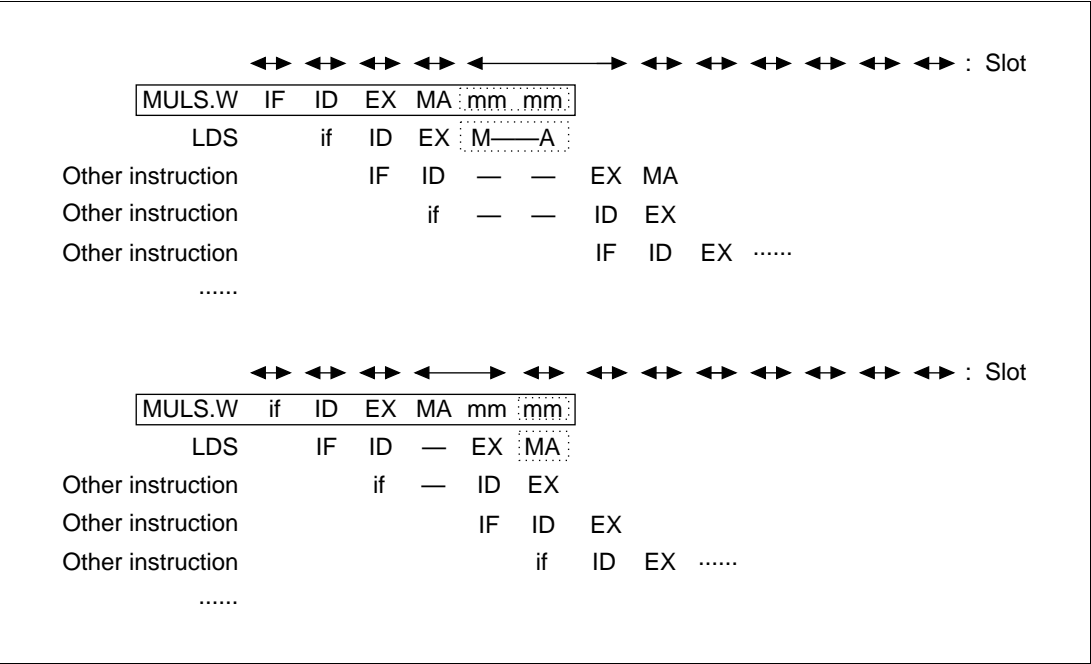 : Slot
MULS.W IF ID EX MA mm mm
LDS if ID EX M——A
Other instruction IF ID — — EX MA
Other instruction if — — ID EX
Other instruction IF ID EX ······
······
: Slot
MULS.W if ID EX MA mm mm
LDS IF ID — EX MA
Other instruction if — ID EX
Other instruction IF ID EX
Other instruction if ID EX ······
······